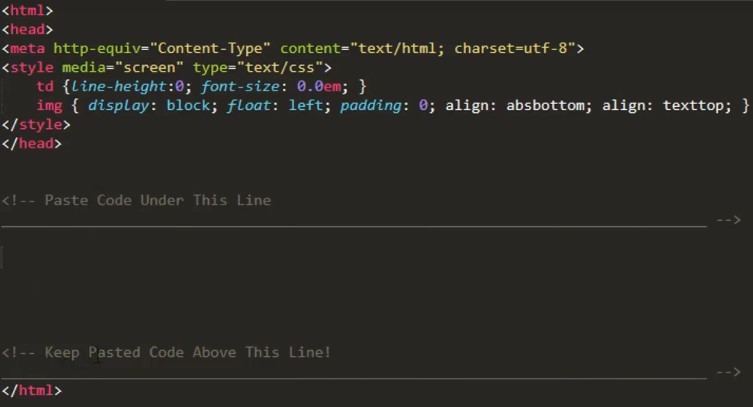 <html>
<head>
<meta http-equiv="Content-Type" content="text/html; charset=utf-8">
<style media="screen" type="text/css">
    td {line-height:0; font-size: 0.0em; }
    img { display: block; float: left; padding: 0; align: absbottom; align: texttop; }
</style>
</head>
<!-- Paste Code Under This Line
___________________________________________________________________________________ -->
<!-- Keep Pasted Code Above This Line!
___________________________________________________________________________________ -->
</html>